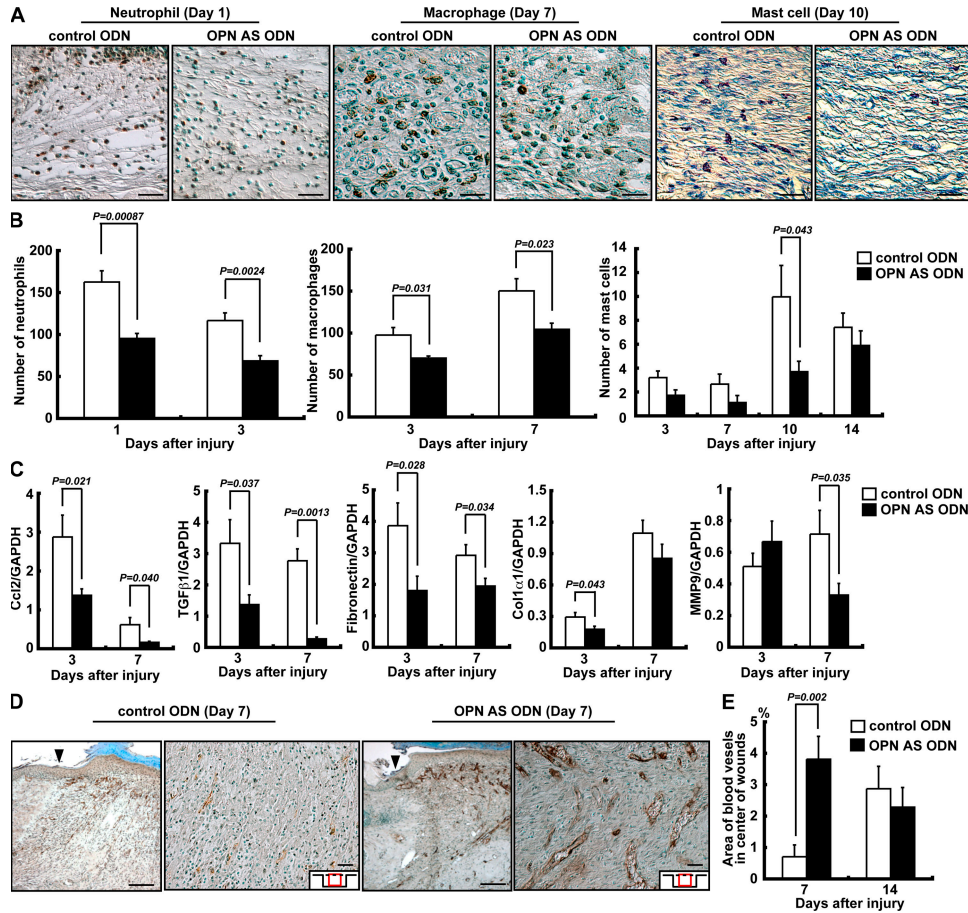 A
Neutrophil (Day 1)
Macrophage (Day 7)
Mast cell (Day 10)
control ODN
OPN AS ODN
control ODN
OPN AS ODN
control ODN
OPN AS ODN
B
P=0.00087
P=0.0024
Number of neutrophils
200
150
100
50
0
1
3
Days after injury
P=0.031
P=0.023
Number of macrophages
200
150
100
50
0
3
7
Days after injury
P=0.043
Number of mast cells
14
12
10
8
6
4
2
0
3
7
10
14
Days after injury
control ODN
OPN AS ODN
C
P=0.021
P=0.040
Ccl2/GAPDH
4
3
2
1
0
3
7
Days after injury
P=0.037
P=0.0013
TGFβ1/GAPDH
5
4
3
2
1
0
3
7
Days after injury
P=0.028
P=0.034
Fibronectin/GAPDH
5
4
3
2
1
0
3
7
Days after injury
P=0.043
Col1α1/GAPDH
1.5
1.2
0.9
0.6
0.3
0
3
7
Days after injury
P=0.035
MMP9/GAPDH
1
0.8
0.6
0.4
0.2
0
3
7
Days after injury
control ODN
OPN AS ODN
D
control ODN (Day 7)
OPN AS ODN (Day 7)
E
P=0.002
%
Area of blood vessels
in center of wounds
5
4
3
2
1
0
7
14
Days after injury
control ODN
OPN AS ODN